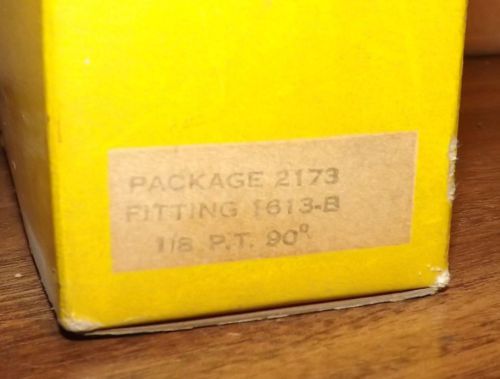 PACKAGE 2173
FITTING 1613-B
1/8 P.T. 90°